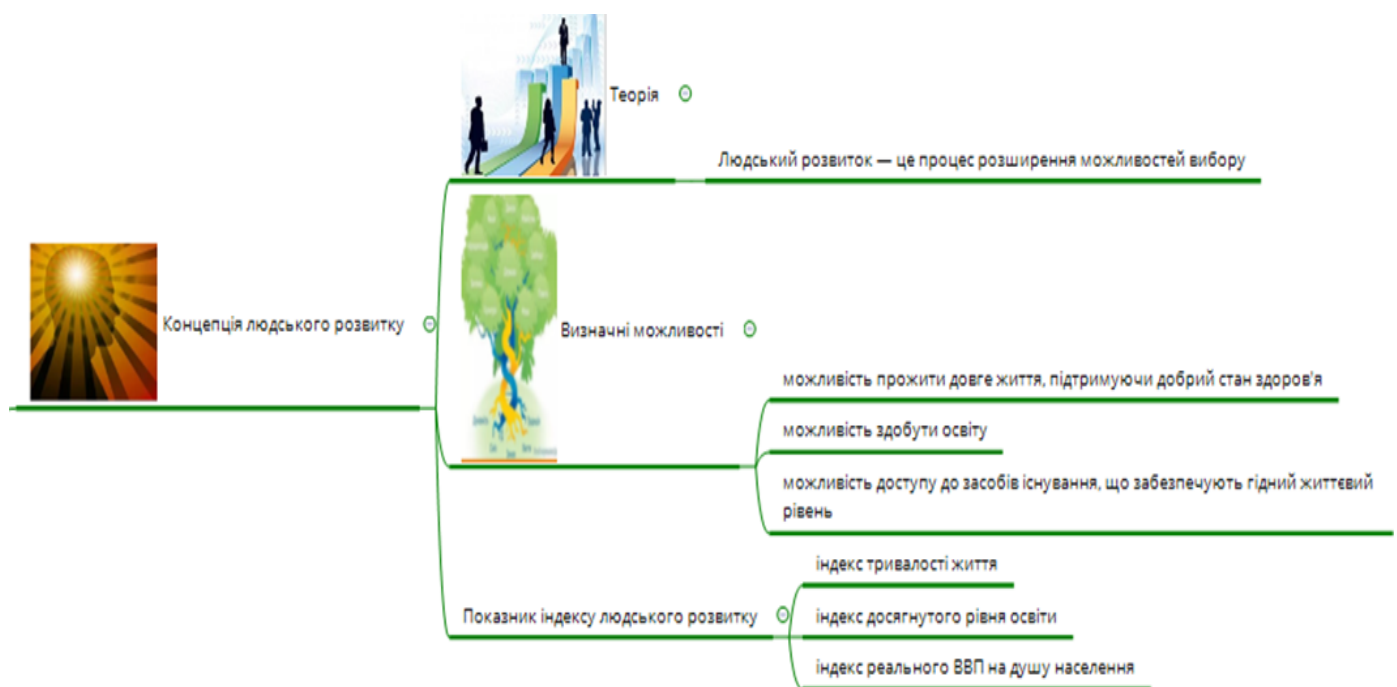 Теорія
Людський розвиток — це процес розширення можливостей вибору
Концепція людського розвитку
Визначні можливості
можливість прожити довге життя, підтримуючи добрий стан здоров'я
можливість здобути освіту
можливість доступу до засобів існування, що забезпечують гідний життєвий
рівень
індекс тривалості життя
Показник індексу людського розвитку
індекс досягнутого рівня освіти
індекс реального ВВП на душу населення